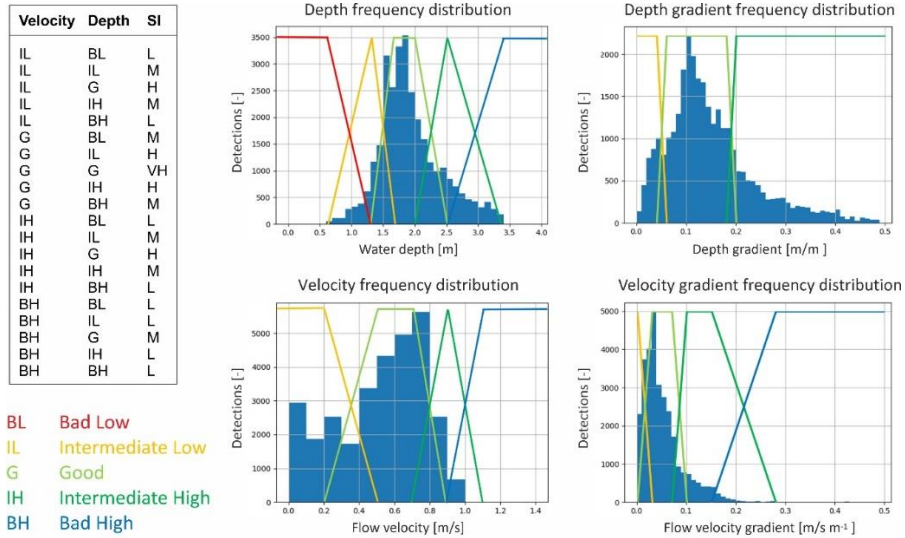 Velocity Depth SI
IL BL L
IL IL M
IL G H
IL IH M
IL BH L
G BL M
G IL H
G G VH
G IH H
G BH M
IH BL L
IH IL M
IH G H
IH IH M
IH BH L
BH BL L
BH IL L
BH G M
BH IH L
BH BH L
BL Bad Low
IL Intermediate Low
G Good
IH Intermediate High
BH Bad High
Depth frequency distribution
Detections [-]
3500
3000
2500
2000
1500
1000
500
0
0.0 0.5 1.0 1.5 2.0 2.5 3.0 3.5 4.0
Water depth [m]
Depth gradient frequency distribution
Detections [-]
2000
1500
1000
500
0
0.0 0.1 0.2 0.3 0.4 0.5
Depth gradient [m/m ]
Velocity frequency distribution
Detections [-]
5000
4000
3000
2000
1000
0
0.0 0.2 0.4 0.6 0.8 1.0 1.2 1.4
Flow velocity [m/s]
Velocity gradient frequency distribution
Detections [-]
5000
4000
3000
2000
1000
0
0.0 0.1 0.2 0.3 0.4 0.5
Flow velocity gradient [m/s m⁻¹]